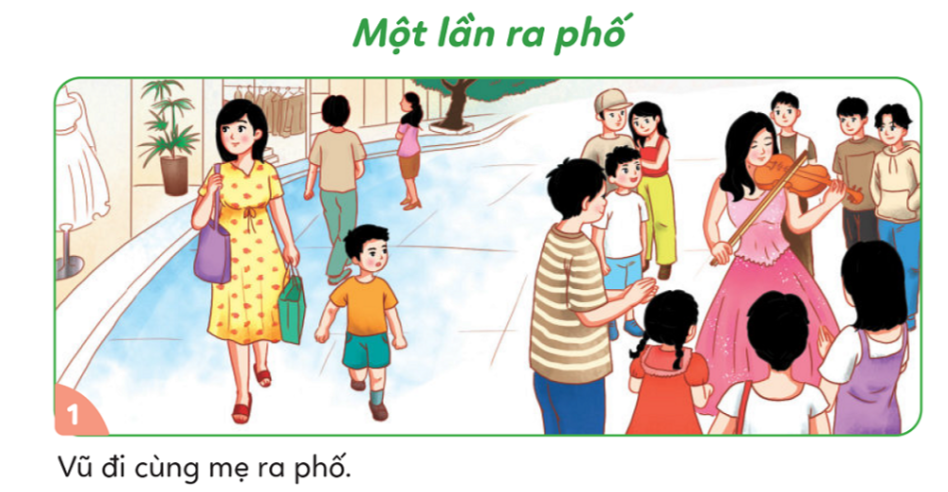 Một lần ra phố
1
Vũ đi cùng mẹ ra phố.